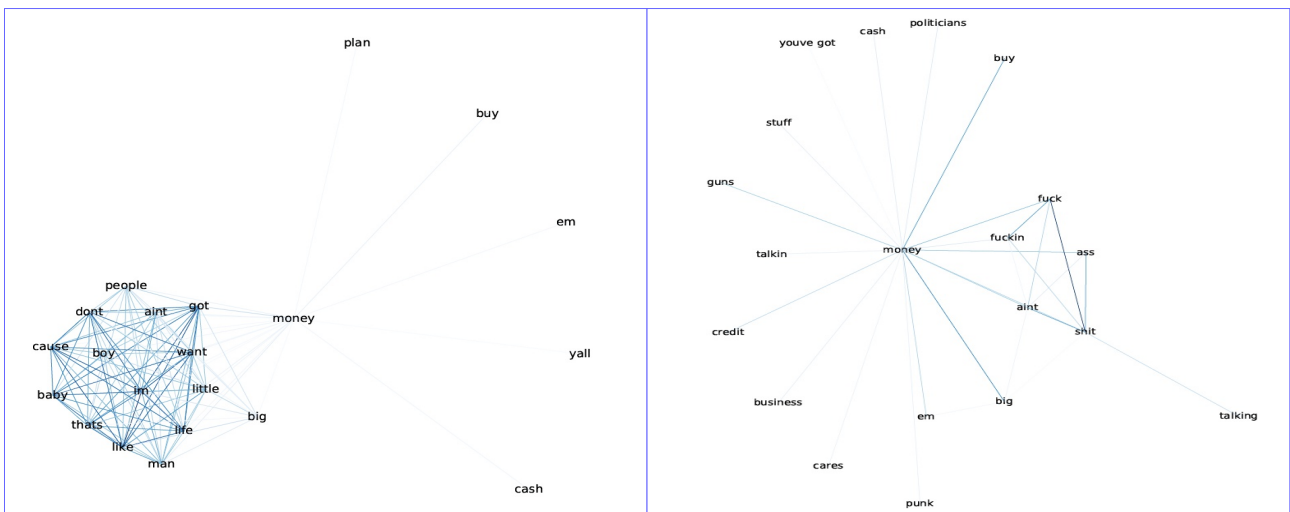 plan
buy
em
people
got
dont
aint
money
cause
boy
want
yall
baby
im
little
big
thats
life
like
man
cash
politicians
cash
youve got
buy
stuff
guns
fuck
fuckin
money
ass
talkin
aint
credit
shit
business
big
em
talking
cares
punk